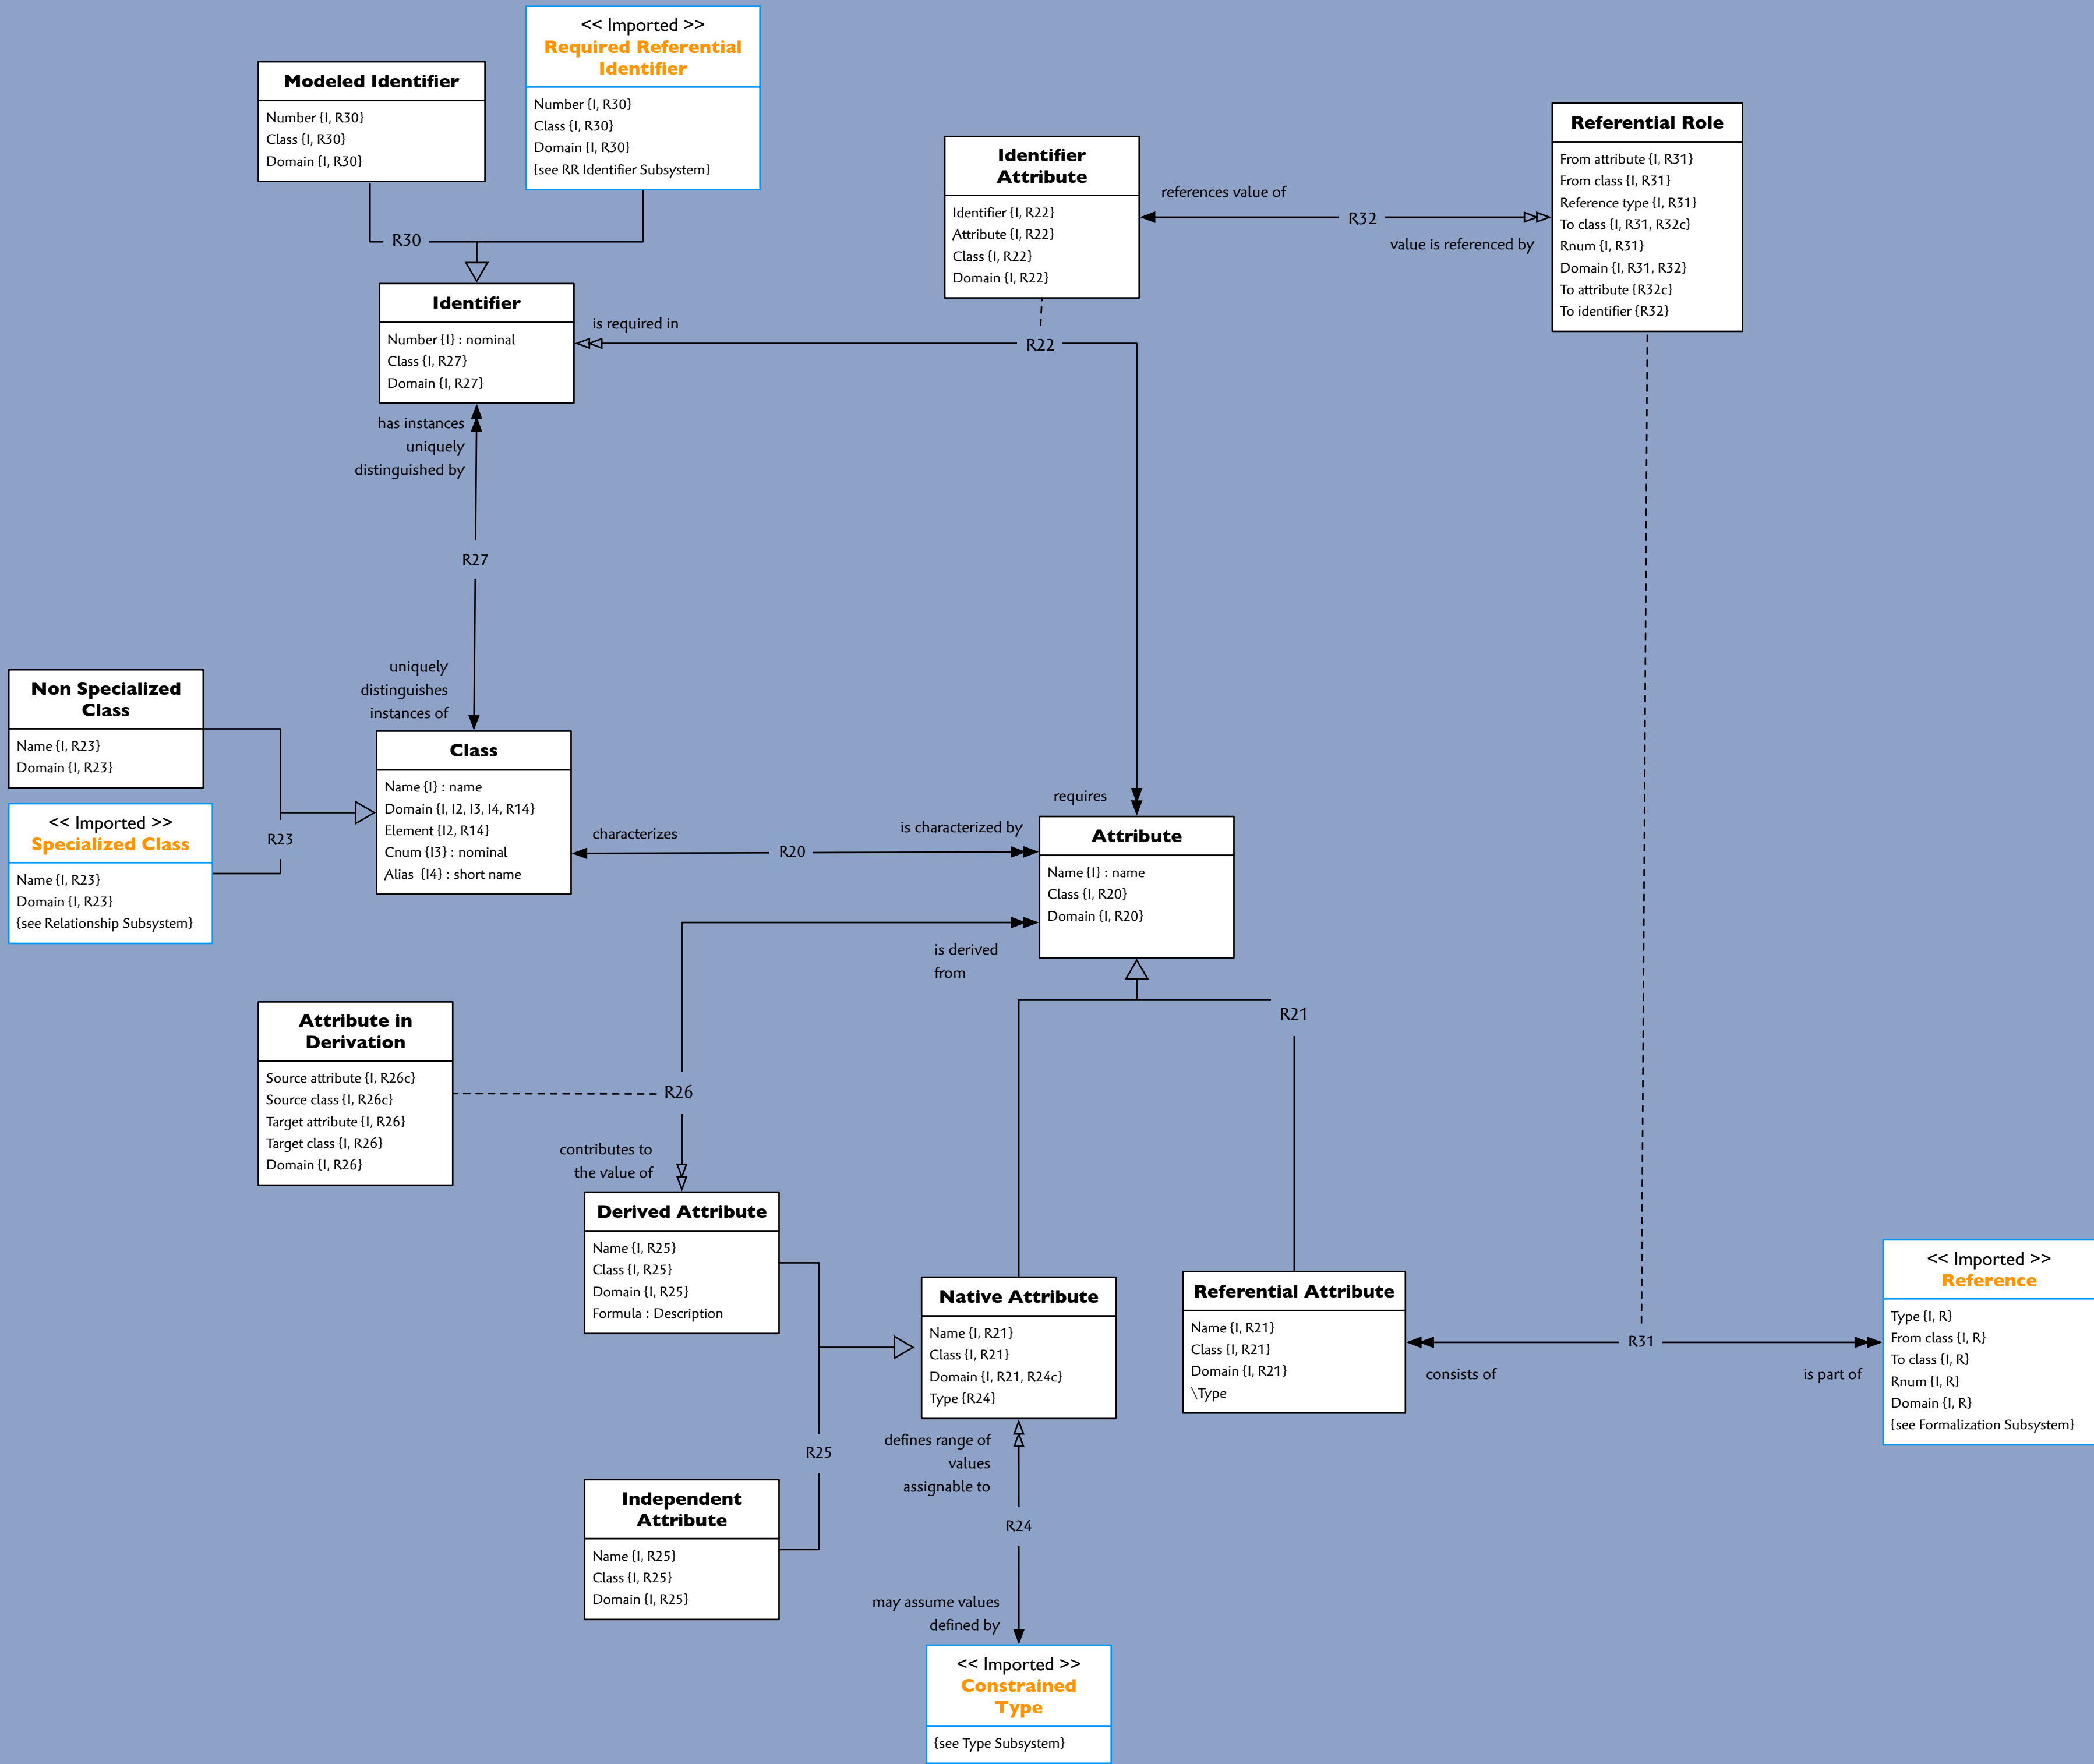 << Imported >>
Required Referential
Identifier
Number {I, R30}
Class {I, R30}
Domain {I, R30}
{see RR Identifier Subsystem}
Modeled Identifier
Number {I, R30}
Class {I, R30}
Domain {I, R30}
R30
Identifier
Number {I} : nominal
Class {I, R27}
Domain {I, R27}
Identifier
Attribute
Identifier {I, R22}
Attribute {I, R22}
Class {I, R22}
Domain {I, R22}
references value of
R32
value is referenced by
Referential Role
From attribute {I, R31}
From class {I, R31}
Reference type {I, R31}
To class {I, R31, R32c}
Rnum {I, R31}
Domain {I, R31, R32}
To attribute {R32c}
To identifier {R32}
is required in
R22
has instances
uniquely
distinguished by
R27
uniquely
distinguishes
instances of
Non Specialized
Class
Name {I, R23}
Domain {I, R23}
<< Imported >>
Specialized Class
Name {I, R23}
Domain {I, R23}
{see Relationship Subsystem}
R23
Class
Name {I} : name
Domain {I, I2, I3, I4, R14}
Element {I2, R14}
Cnum {I3} : nominal
Alias {I4} : short name
characterizes
R20
is characterized by
requires
Attribute
Name {I} : name
Class {I, R20}
Domain {I, R20}
is derived
from
R21
Attribute in
Derivation
Source attribute {I, R26c}
Source class {I, R26c}
Target attribute {I, R26}
Target class {I, R26}
Domain {I, R26}
R26
contributes to
the value of
Derived Attribute
Name {I, R25}
Class {I, R25}
Domain {I, R25}
Formula : Description
Native Attribute
Name {I, R21}
Class {I, R21}
Domain {I, R21, R24c}
Type {R24}
Referential Attribute
Name {I, R21}
Class {I, R21}
Domain {I, R21}
\Type
consists of
R31
is part of
<< Imported >>
Reference
Type {I, R}
From class {I, R}
To class {I, R}
Rnum {I, R}
Domain {I, R}
{see Formalization Subsystem}
R25
Independent
Attribute
Name {I, R25}
Class {I, R25}
Domain {I, R25}
defines range of
values
assignable to
R24
may assume values
defined by
<< Imported >>
Constrained
Type
{see Type Subsystem}